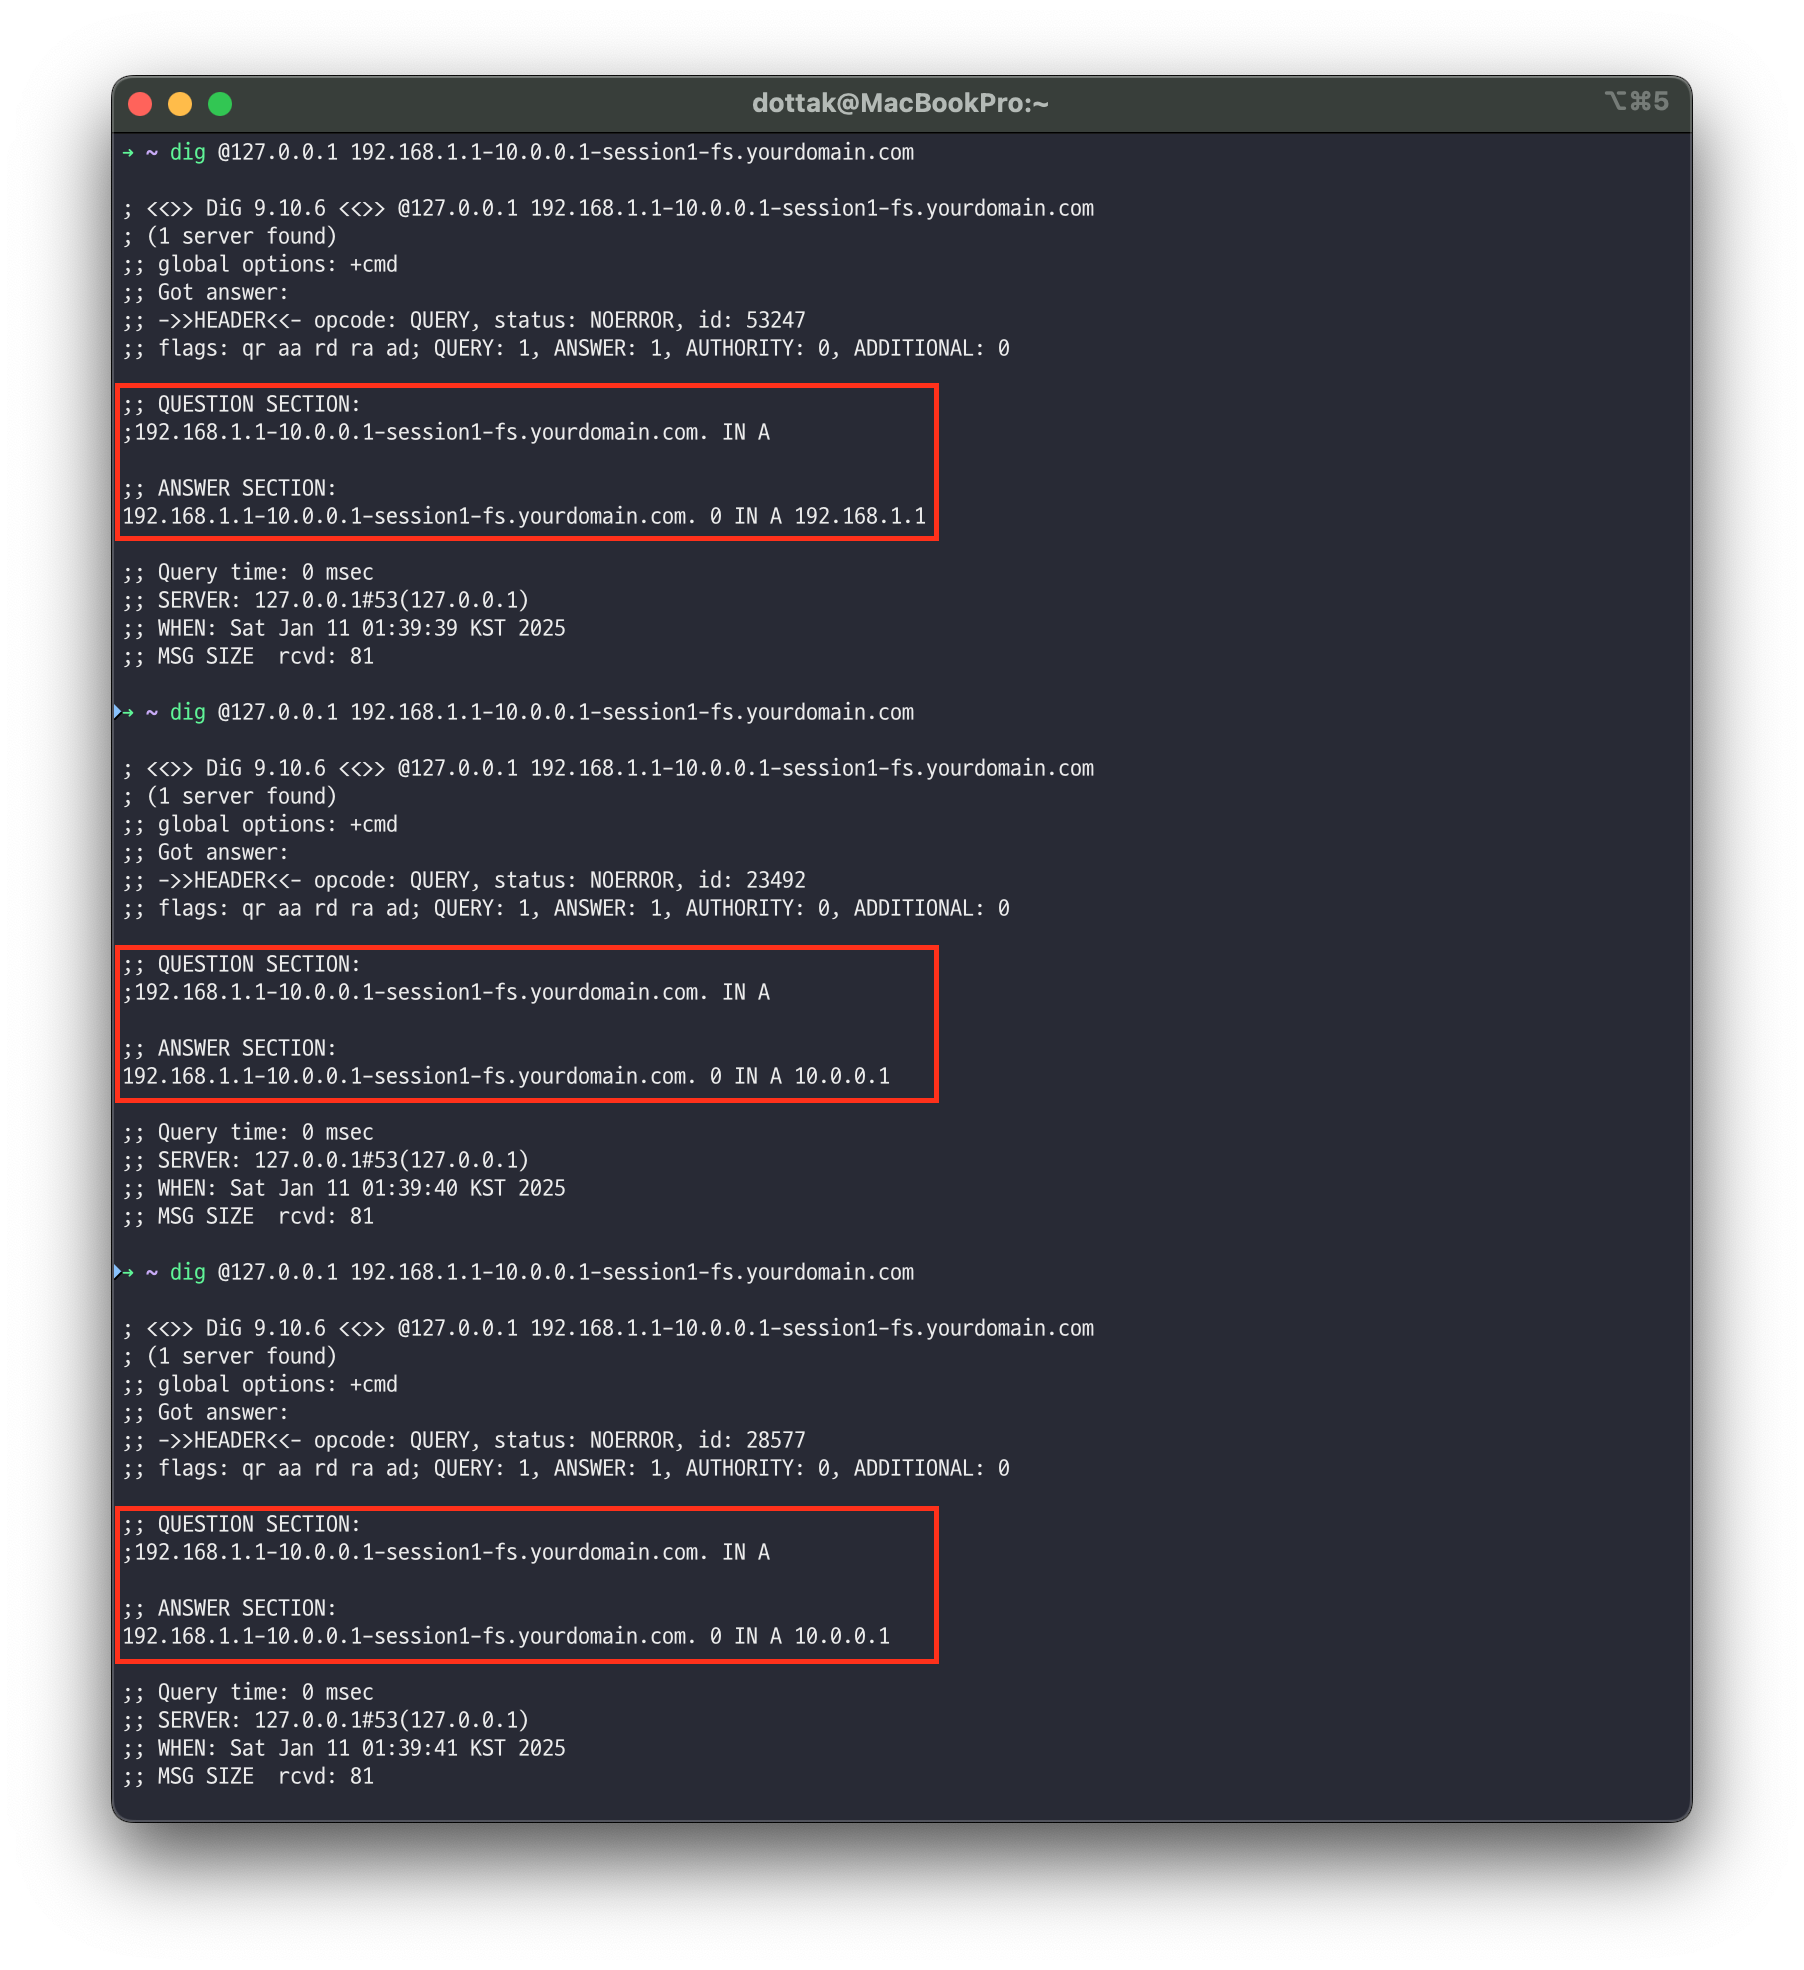 dottak@MacBookPro:~ ⌥⌘5
→ ~ dig @127.0.0.1 192.168.1.1-10.0.0.1-session1-fs.yourdomain.com
; <<>> DiG 9.10.6 <<>> @127.0.0.1 192.168.1.1-10.0.0.1-session1-fs.yourdomain.com
; (1 server found)
;; global options: +cmd
;; Got answer:
;; ->>HEADER<<- opcode: QUERY, status: NOERROR, id: 53247
;; flags: qr aa rd ra ad; QUERY: 1, ANSWER: 1, AUTHORITY: 0, ADDITIONAL: 0
;; QUESTION SECTION:
;192.168.1.1-10.0.0.1-session1-fs.yourdomain.com. IN A
;; ANSWER SECTION:
192.168.1.1-10.0.0.1-session1-fs.yourdomain.com. 0 IN A 192.168.1.1
;; Query time: 0 msec
;; SERVER: 127.0.0.1#53(127.0.0.1)
;; WHEN: Sat Jan 11 01:39:39 KST 2025
;; MSG SIZE  rcvd: 81
→ ~ dig @127.0.0.1 192.168.1.1-10.0.0.1-session1-fs.yourdomain.com
; <<>> DiG 9.10.6 <<>> @127.0.0.1 192.168.1.1-10.0.0.1-session1-fs.yourdomain.com
; (1 server found)
;; global options: +cmd
;; Got answer:
;; ->>HEADER<<- opcode: QUERY, status: NOERROR, id: 23492
;; flags: qr aa rd ra ad; QUERY: 1, ANSWER: 1, AUTHORITY: 0, ADDITIONAL: 0
;; QUESTION SECTION:
;192.168.1.1-10.0.0.1-session1-fs.yourdomain.com. IN A
;; ANSWER SECTION:
192.168.1.1-10.0.0.1-session1-fs.yourdomain.com. 0 IN A 10.0.0.1
;; Query time: 0 msec
;; SERVER: 127.0.0.1#53(127.0.0.1)
;; WHEN: Sat Jan 11 01:39:40 KST 2025
;; MSG SIZE  rcvd: 81
→ ~ dig @127.0.0.1 192.168.1.1-10.0.0.1-session1-fs.yourdomain.com
; <<>> DiG 9.10.6 <<>> @127.0.0.1 192.168.1.1-10.0.0.1-session1-fs.yourdomain.com
; (1 server found)
;; global options: +cmd
;; Got answer:
;; ->>HEADER<<- opcode: QUERY, status: NOERROR, id: 28577
;; flags: qr aa rd ra ad; QUERY: 1, ANSWER: 1, AUTHORITY: 0, ADDITIONAL: 0
;; QUESTION SECTION:
;192.168.1.1-10.0.0.1-session1-fs.yourdomain.com. IN A
;; ANSWER SECTION:
192.168.1.1-10.0.0.1-session1-fs.yourdomain.com. 0 IN A 10.0.0.1
;; Query time: 0 msec
;; SERVER: 127.0.0.1#53(127.0.0.1)
;; WHEN: Sat Jan 11 01:39:41 KST 2025
;; MSG SIZE  rcvd: 81